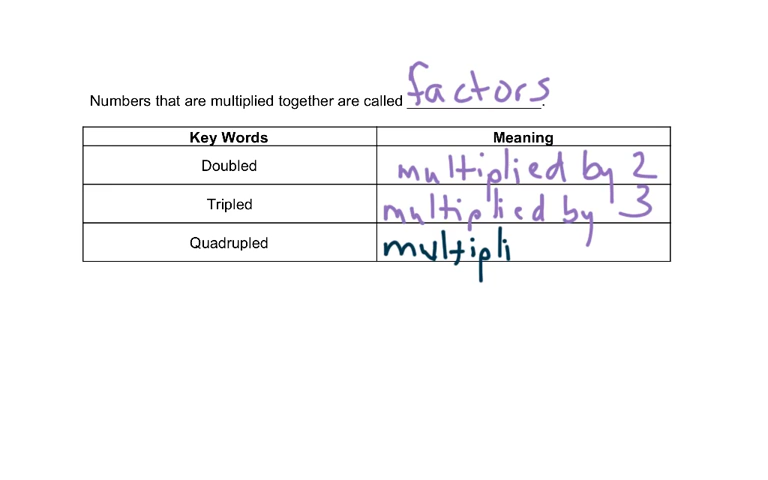 Numbers that are multiplied together are called factors.
Key Words Meaning
Doubled multiplied by 2
Tripled multiplied by 3
Quadrupled multipli